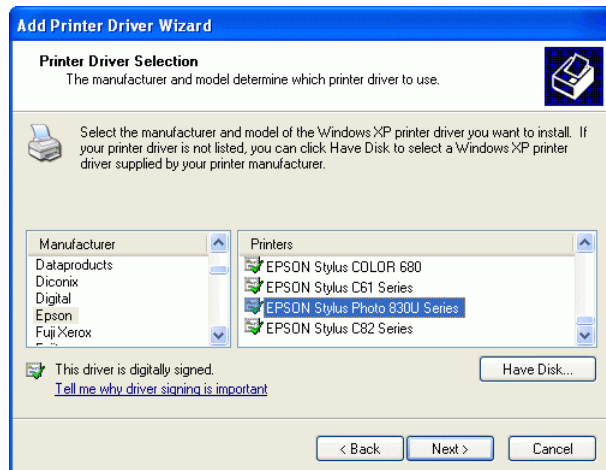 Add Printer Driver Wizard
Printer Driver Selection
The manufacturer and model determine which printer driver to use.
Select the manufacturer and model of the Windows XP printer driver you want to install. If
your printer driver is not listed, you can click Have Disk to select a Windows XP printer
driver supplied by your printer manufacturer.
Manufacturer
Dataproducts
Diconix
Digital
Epson
Fuji Xerox
Printers
EPSON Stylus COLOR 680
EPSON Stylus C61 Series
EPSON Stylus Photo 830U Series
EPSON Stylus C82 Series
This driver is digitally signed.
Tell me why driver signing is important
Have Disk...
< Back
Next >
Cancel